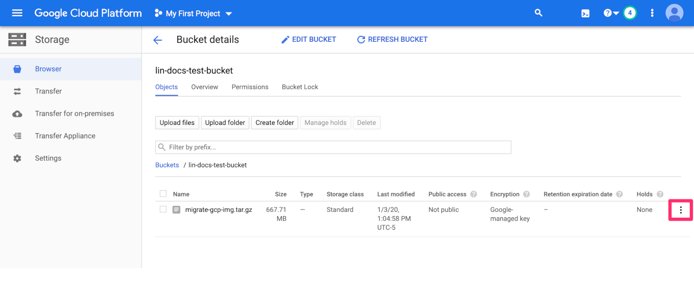 Google Cloud Platform My First Project 4
Storage Bucket details EDIT BUCKET REFRESH BUCKET
Browser
Transfer
Transfer for on-premises
Transfer Appliance
Settings
lin-docs-test-bucket
Objects Overview Permissions Bucket Lock
Upload files Upload folder Create folder Manage holds Delete
Filter by prefix...
Buckets / lin-docs-test-bucket
Name Size Type Storage class Last modified Public access Encryption Retention expiration date Holds
migrate-gcp-img.tar.gz 667.71 — Standard 1/3/20, Not public Google- – None
MB 1:04:58 PM managed key
UTC-5